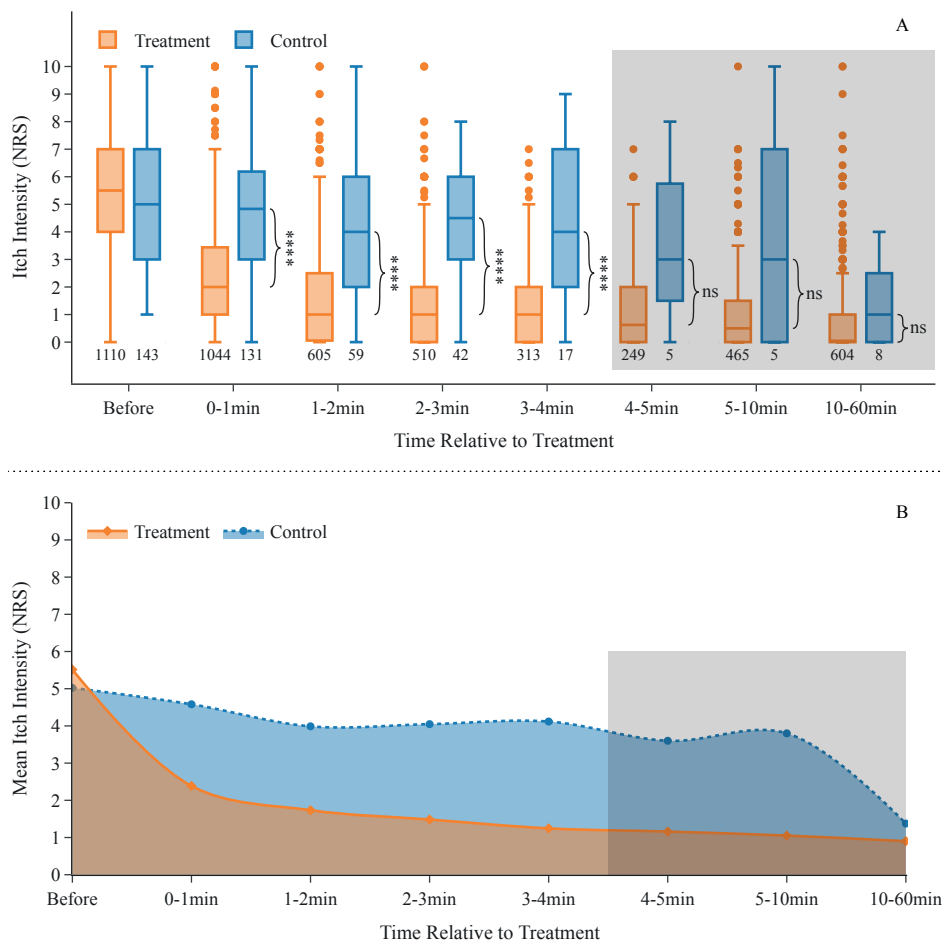 A
Treatment Control
Itch Intensity (NRS)
10
9
8
7
6
5
4
3
2
1
0
****
****
****
****
ns
ns
ns
1110 143 1044 131 605 59 510 42 313 17 249 5 465 5 604 8
Before 0-1min 1-2min 2-3min 3-4min 4-5min 5-10min 10-60min
Time Relative to Treatment
B
Treatment Control
Mean Itch Intensity (NRS)
10
9
8
7
6
5
4
3
2
1
0
Before 0-1min 1-2min 2-3min 3-4min 4-5min 5-10min 10-60min
Time Relative to Treatment